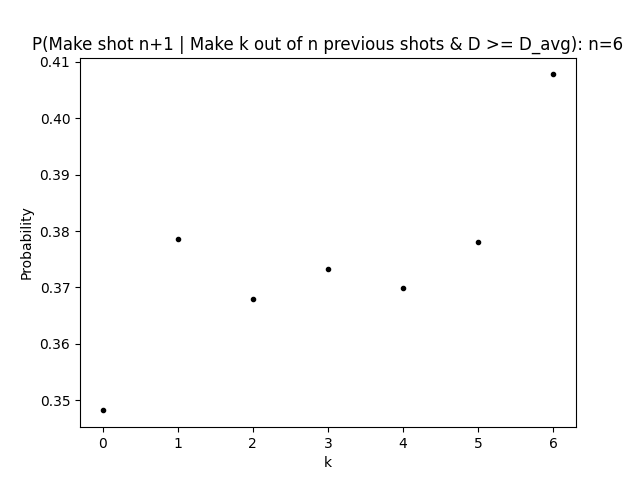 P(Make shot n+1 | Make k out of n previous shots & D >= D_avg): n=6
0.41
0.40
0.39
0.38
0.37
0.36
0.35
Probability
0 1 2 3 4 5 6
k